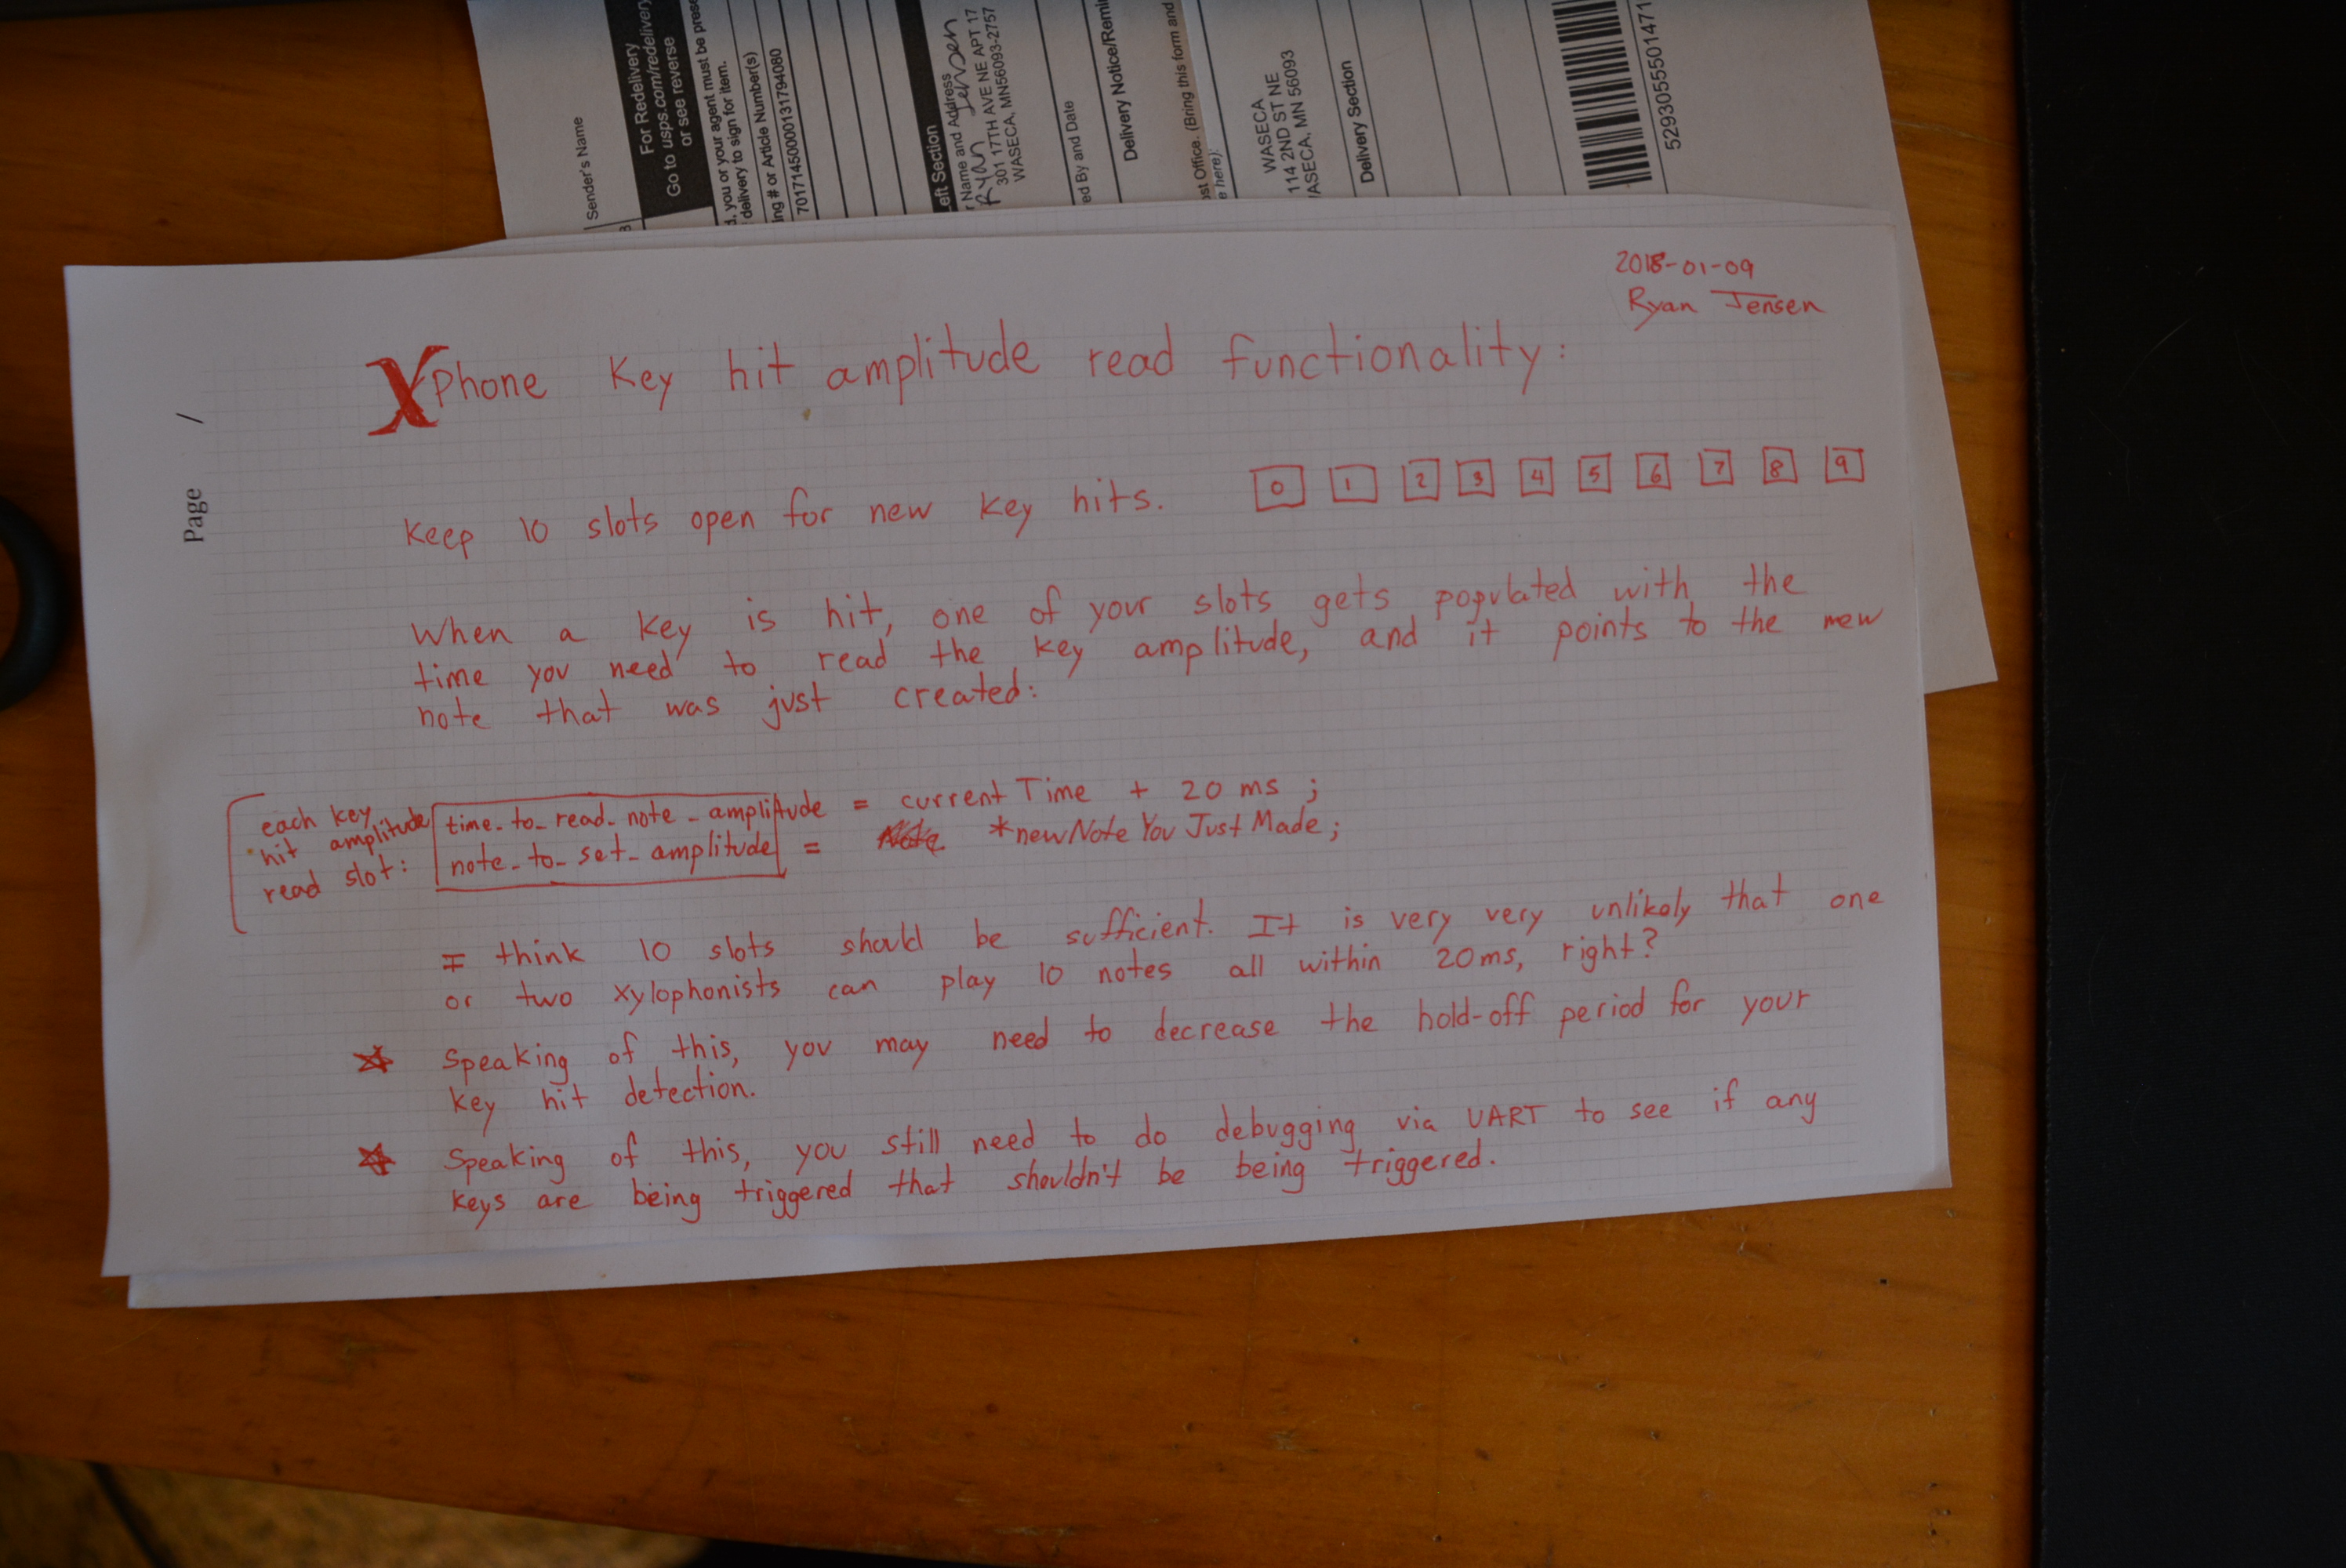 Sender's Name
For Redelivery
Go to usps.com/redelivery
or see reverse
you or your agent must be
delivery to sign for item.
# or Article Number(s)
70171450000131794080
eft Section
Name and Address
Ryan Jensen
301 17TH AVE NE APT 17
WASECA, MN56093-2757
ed By and Date
Delivery Notice/Remi
Office. (Bring this form and
here):
WASECA
114 2ND ST NE
ASECA, MN 56093
Delivery Section
5293055501471
2018-01-09
Ryan Jensen
Page /
XPhone Key hit amplitude read functionality:
Keep 10 slots open for new key hits. 0 1 2 3 4 5 6 7 8 9
When a key is hit, one of your slots gets populated with the
time you need to read the key amplitude, and it points to the new
note that was just created:
each key
hit amplitude
read slot:
time_to_read_note_amplitude = currentTime + 20 ms ;
note_to_set_amplitude = *newNoteYouJustMade;
I think 10 slots should be sufficient. It is very very unlikely that one
or two xylophonists can play 10 notes all within 20ms, right?
Speaking of this, you may need to decrease the hold-off period for your
key hit detection.
Speaking of this, you still need to do debugging via UART to see if any
keys are being triggered that shouldn't be being triggered.